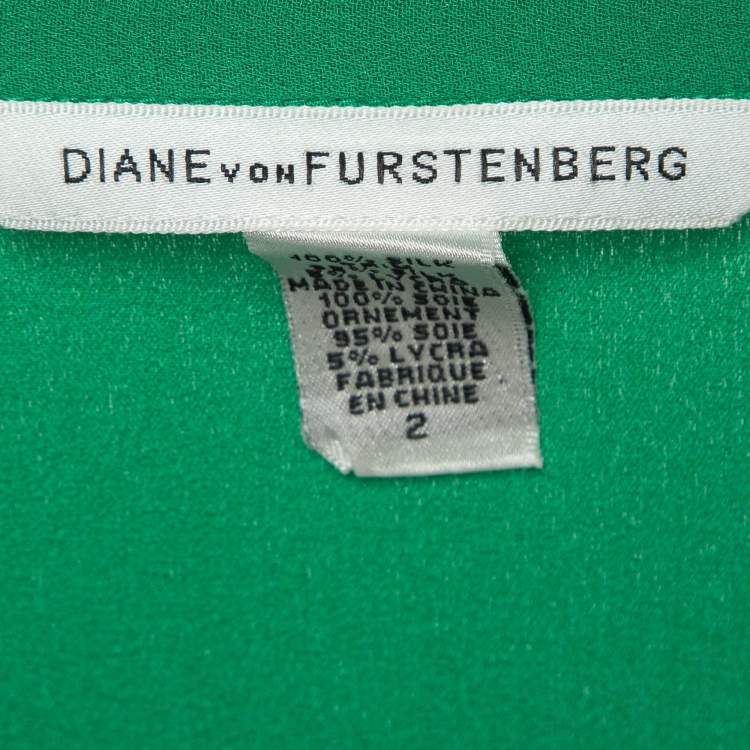 DIANE VON FURSTENBERG
100% SILK
MADE IN CHINA
100% SOIE
ORNEMENT
95% SOIE
5% LYCRA
FABRIQUE
EN CHINE
2